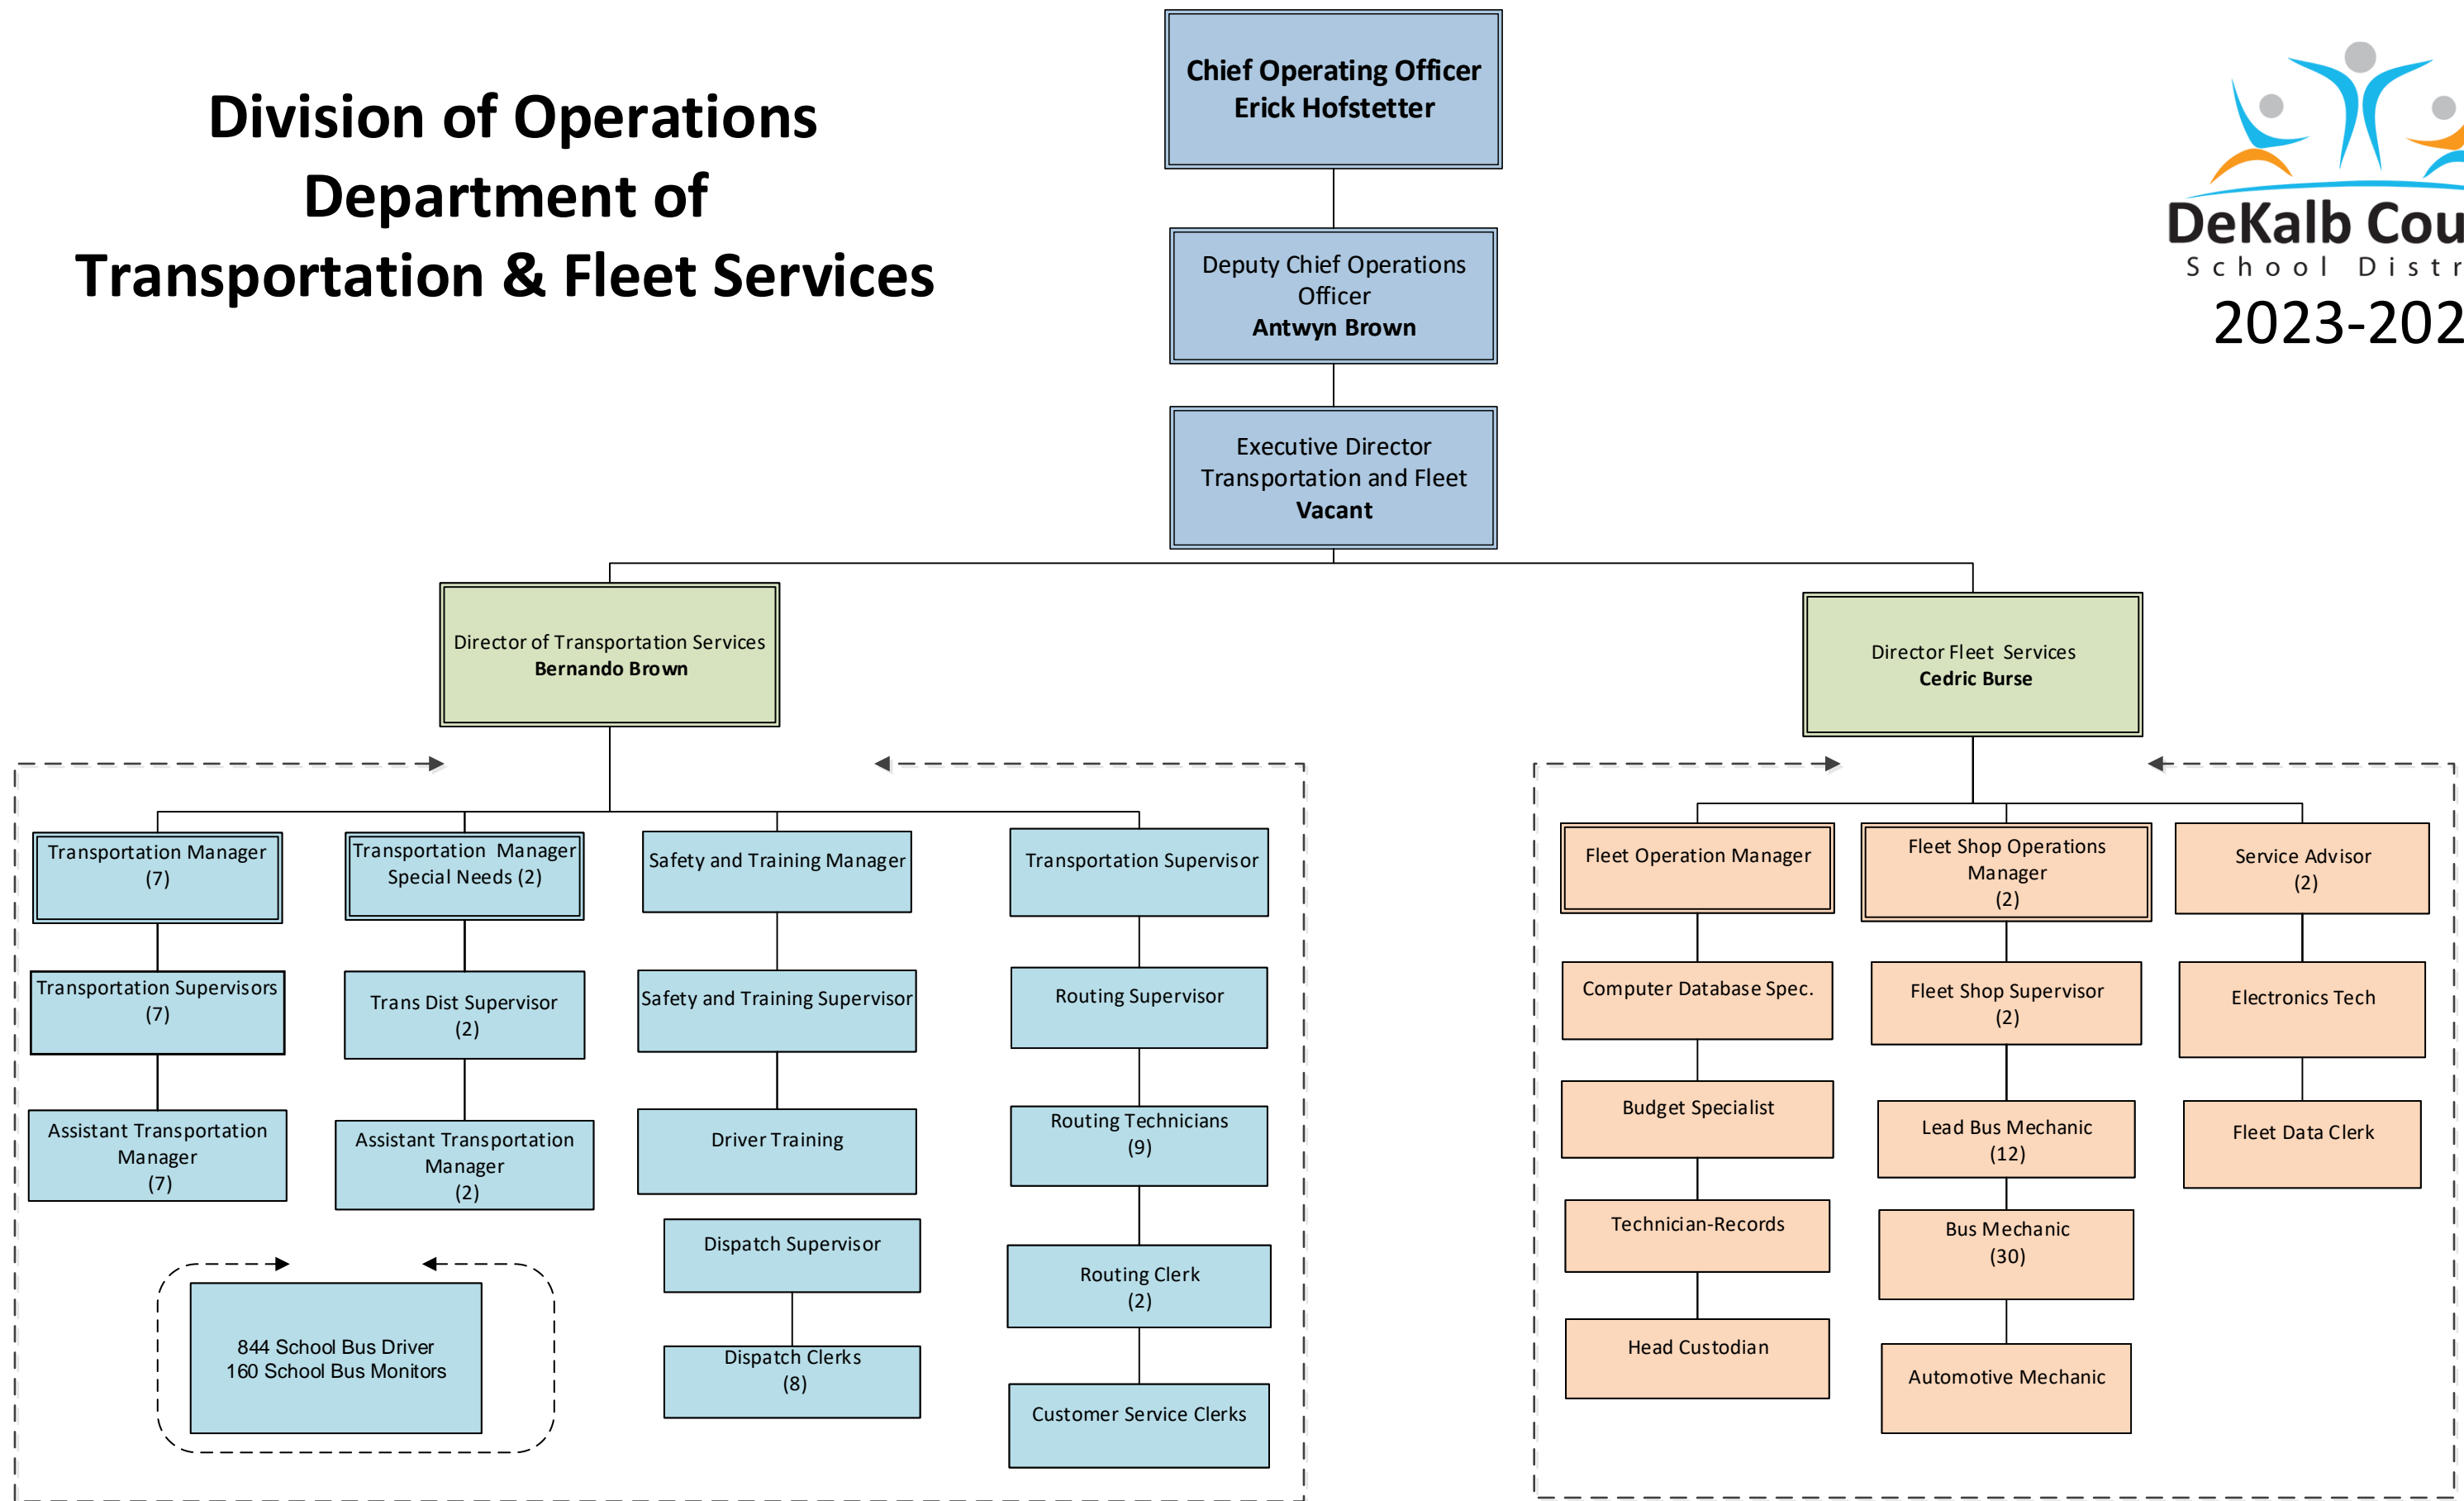 Division of Operations
Department of
Transportation & Fleet Services
Chief Operating Officer
Erick Hofstetter
DeKalb Cou
School Distr
2023-202
Deputy Chief Operations
Officer
Antwyn Brown
Executive Director
Transportation and Fleet
Vacant
Director of Transportation Services
Bernando Brown
Director Fleet Services
Cedric Burse
Transportation Manager
(7)
Transportation Supervisors
(7)
Assistant Transportation
Manager
(7)
Transportation Manager
Special Needs (2)
Trans Dist Supervisor
(2)
Assistant Transportation
Manager
(2)
844 School Bus Driver
160 School Bus Monitors
Safety and Training Manager
Safety and Training Supervisor
Driver Training
Dispatch Supervisor
Dispatch Clerks
(8)
Transportation Supervisor
Routing Supervisor
Routing Technicians
(9)
Routing Clerk
(2)
Customer Service Clerks
Fleet Operation Manager
Computer Database Spec.
Budget Specialist
Technician-Records
Head Custodian
Fleet Shop Operations
Manager
(2)
Fleet Shop Supervisor
(2)
Lead Bus Mechanic
(12)
Bus Mechanic
(30)
Automotive Mechanic
Service Advisor
(2)
Electronics Tech
Fleet Data Clerk